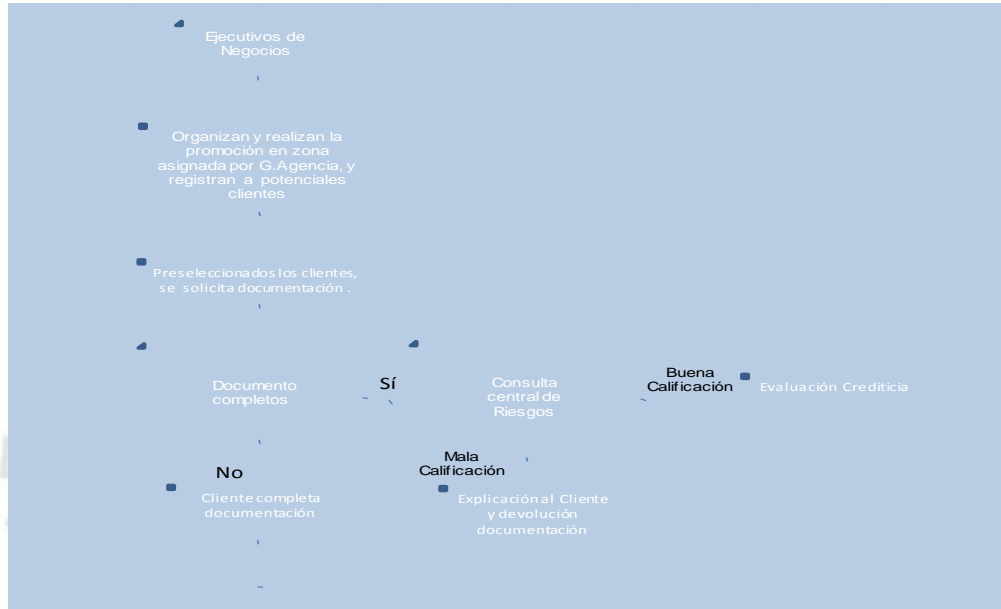 Ejecutivos de
Negocios
Organizan y realizan la
promoción en zona
asignada por G.Agencia, y
registran a potenciales
clientes
Preseleccionados los clientes,
se solicita documentación .
Documento
completos
Sí
Consulta
central de
Riesgos
Buena
Calificación
Evaluación Crediticia
No
Cliente completa
documentación
Mala
Calificación
Explicación al Cliente
y devolución
documentación